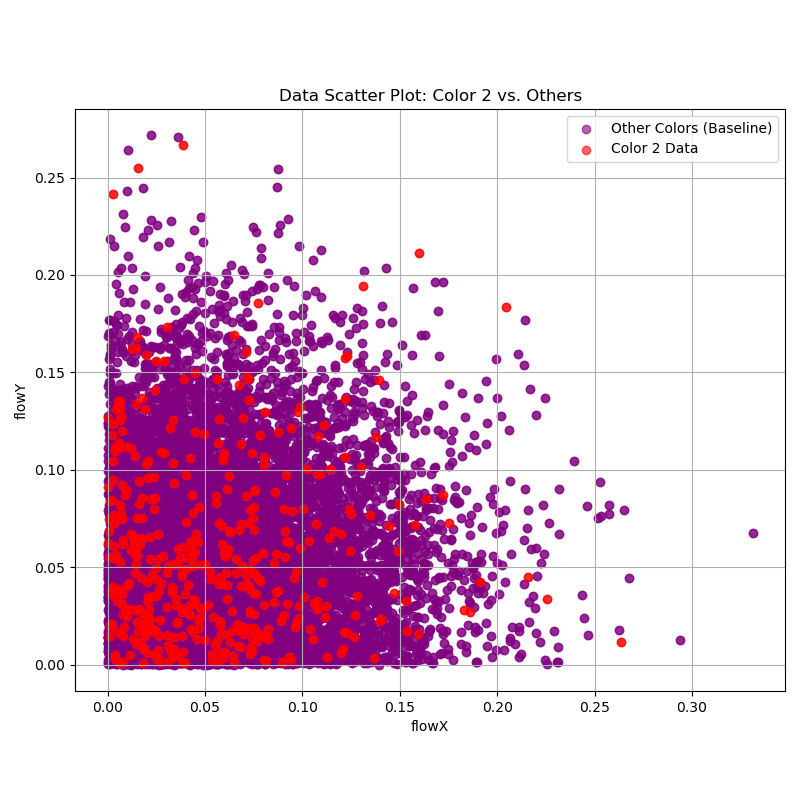 Data Scatter Plot: Color 2 vs. Others
Other Colors (Baseline)
Color 2 Data
flowY
0.25
0.20
0.15
0.10
0.05
0.00
0.00 0.05 0.10 0.15 0.20 0.25 0.30
flowX